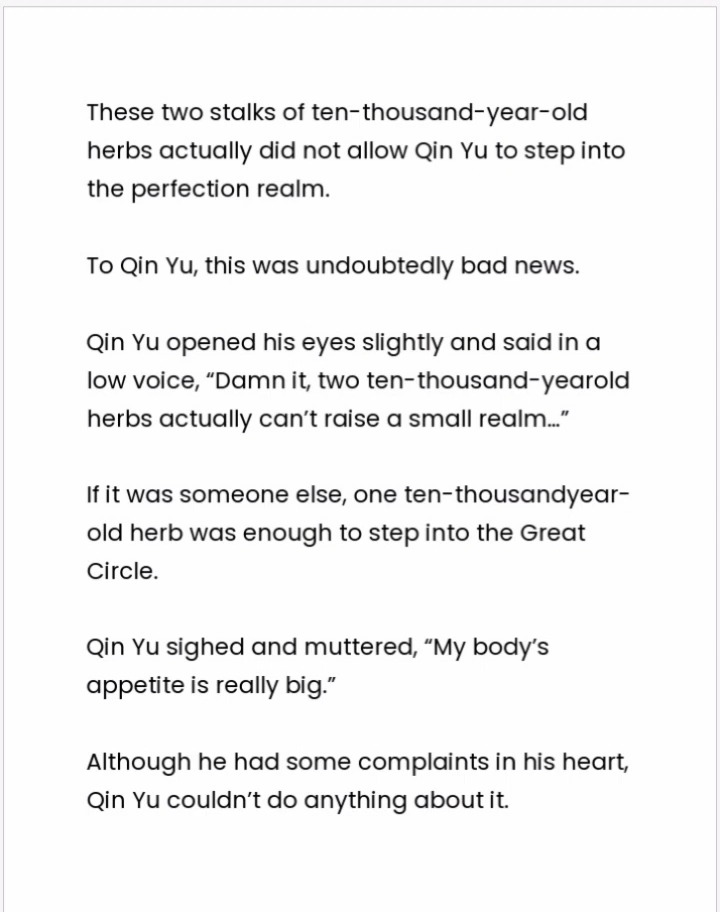 These two stalks of ten-thousand-year-old
herbs actually did not allow Qin Yu to step into
the perfection realm.
To Qin Yu, this was undoubtedly bad news.
Qin Yu opened his eyes slightly and said in a
low voice, “Damn it, two ten-thousand-yearold
herbs actually can’t raise a small realm…”
If it was someone else, one ten-thousandyear-
old herb was enough to step into the Great
Circle.
Qin Yu sighed and muttered, “My body’s
appetite is really big.”
Although he had some complaints in his heart,
Qin Yu couldn’t do anything about it.